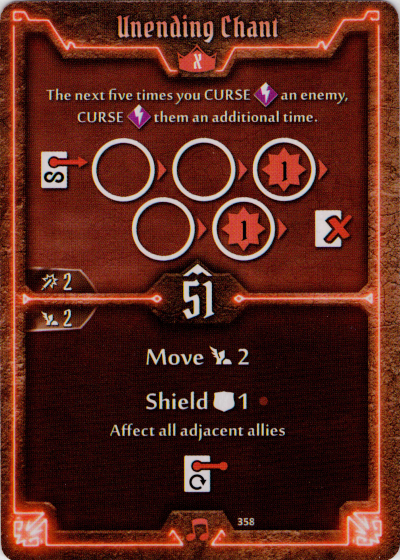 Unending Chant
X
The next five times you CURSE an enemy,
CURSE them an additional time.
1
1
2
51
2
Move 2
Shield 1
Affect all adjacent allies
358